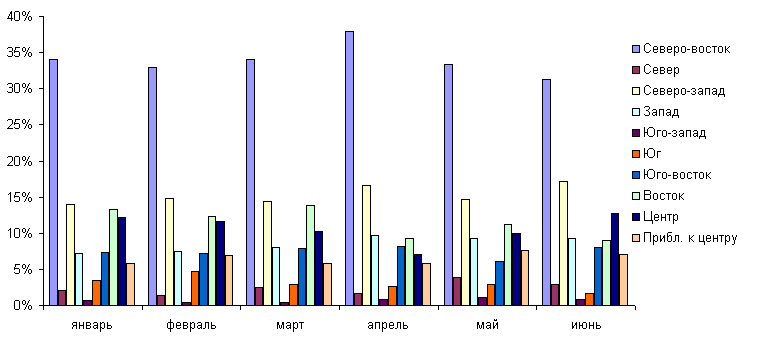 40%
35%
30%
25%
20%
15%
10%
5%
0%
январь февраль март апрель май июнь
Северо-восток
Север
Северо-запад
Запад
Юго-запад
Юг
Юго-восток
Восток
Центр
Прибл. к центру